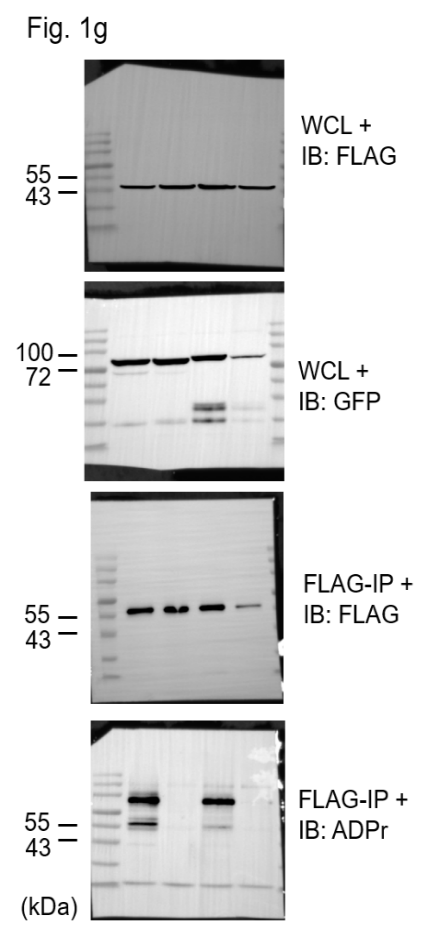 Fig. 1g
WCL +
IB: FLAG
55
43
100
72
WCL +
IB: GFP
FLAG-IP +
IB: FLAG
55
43
FLAG-IP +
IB: ADPr
55
43
(kDa)